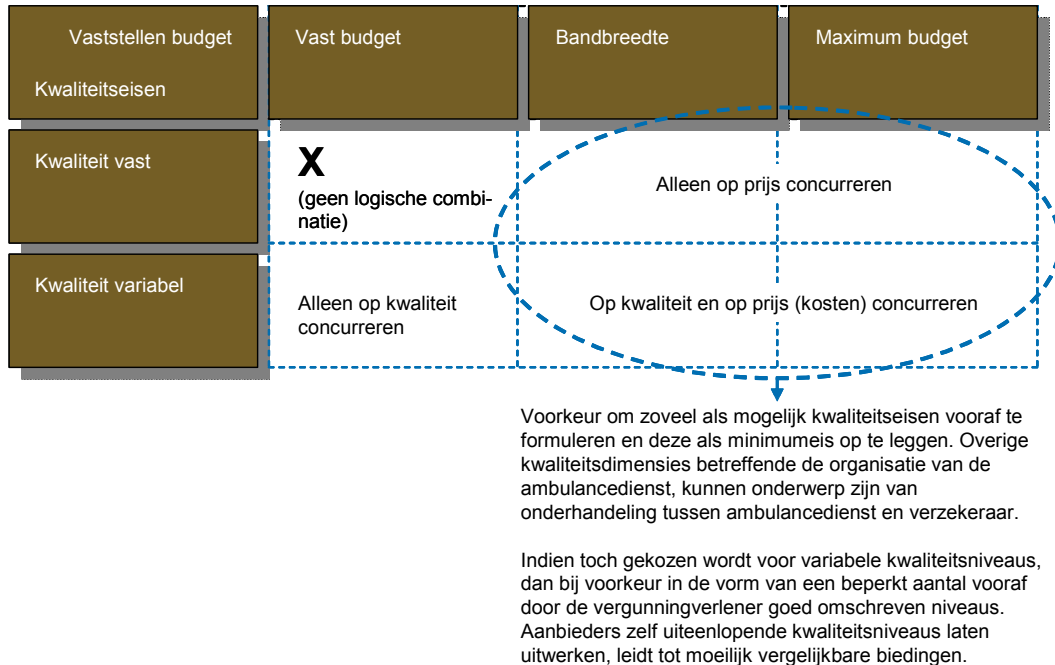 Vaststellen budget
Kwaliteitseisen
Vast budget
Bandbreedte
Maximum budget
Kwaliteit vast
X
(geen logische combi-
natie)
Alleen op prijs concurreren
Kwaliteit variabel
Alleen op kwaliteit
concurreren
Op kwaliteit en op prijs (kosten) concurreren
Voorkeur om zoveel als mogelijk kwaliteitseisen vooraf te
formuleren en deze als minimumeis op te leggen. Overige
kwaliteitsdimensies betreffende de organisatie van de
ambulancedienst, kunnen onderwerp zijn van
onderhandeling tussen ambulancedienst en verzekeraar.
Indien toch gekozen wordt voor variabele kwaliteitsniveaus,
dan bij voorkeur in de vorm van een beperkt aantal vooraf
door de vergunningverlener goed omschreven niveaus.
Aanbieders zelf uiteenlopende kwaliteitsniveaus laten
uitwerken, leidt tot moeilijk vergelijkbare biedingen.